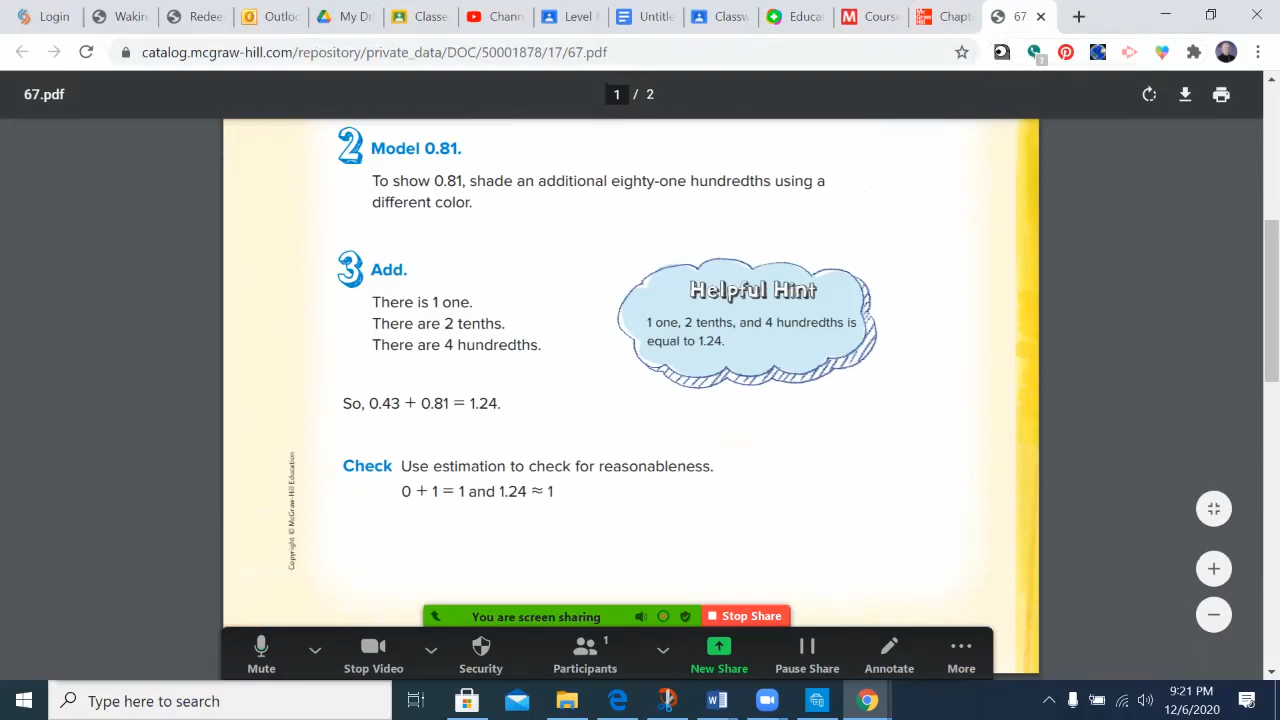 Login
Wakin
Redee
Outloo
MyDri
Classe
Chann
Level
Untitle
Classw
Educat
Course
Chapt
67
catalog.mcgraw-hill.com/repository/private_data/DOC/50001878/17/67.pdf
67.pdf
1 / 2
2 Model 0.81.
To show 0.81, shade an additional eighty-one hundredths using a
different color.
3 Add.
There is 1 one.
There are 2 tenths.
There are 4 hundredths.
Helpful Hint
1 one, 2 tenths, and 4 hundredths is
equal to 1.24.
So, 0.43 + 0.81 = 1.24.
Check Use estimation to check for reasonableness.
0 + 1 = 1 and 1.24 ≈ 1
Copyright © McGraw-Hill Education
You are screen sharing
Stop Share
Mute
Stop Video
Security
Participants 1
New Share
Pause Share
Annotate
More
Type here to search
9:21 PM
12/6/2020